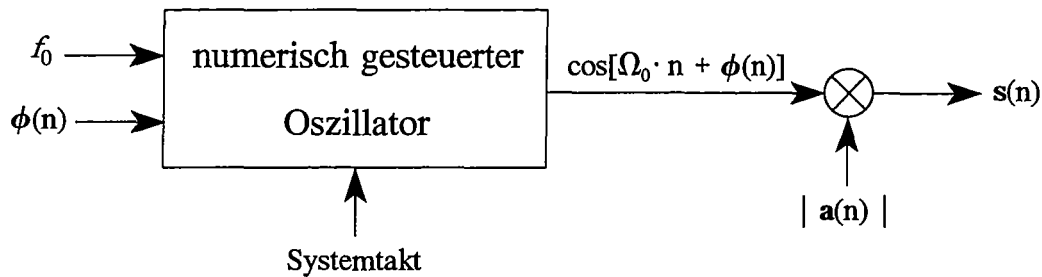 f₀
numerisch gesteuerter
Oszillator
ϕ(n)
cos[Ω₀· n + ϕ(n)]
s(n)
| a(n) |
Systemtakt